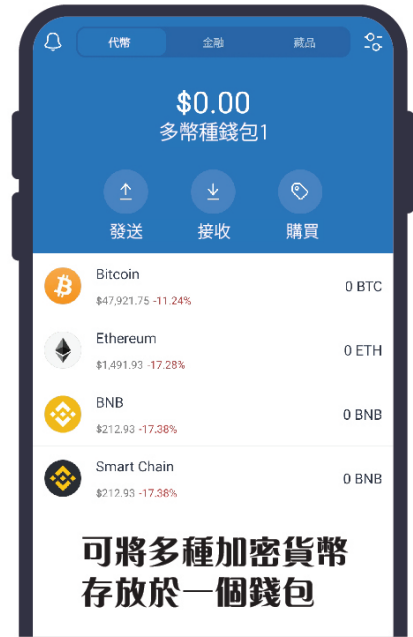 代幣 金融 藏品
$0.00
多幣種錢包1
發送 接收 購買
Bitcoin
$47,921.75 -11.24%
0 BTC
Ethereum
$1,491.93 -17.28%
0 ETH
BNB
$212.93 -17.38%
0 BNB
Smart Chain
$212.93 -17.38%
0 BNB
可將多種加密貨幣
存放於一個錢包